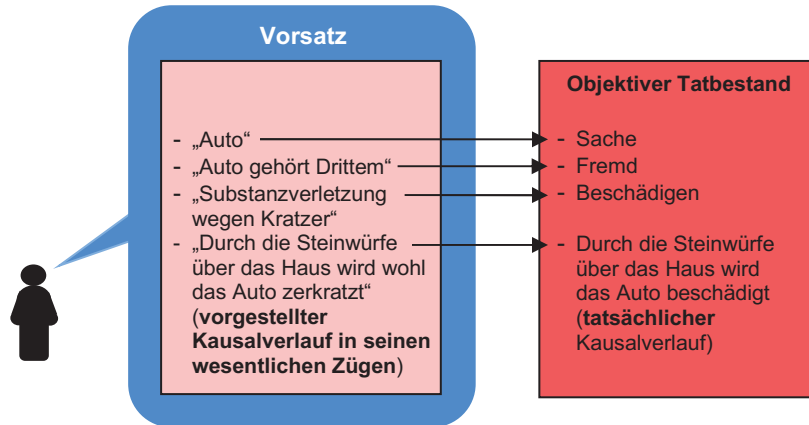 Vorsatz
- „Auto“
- „Auto gehört Drittem“
- „Substanzverletzung
wegen Kratzer“
- „Durch die Steinwürfe
über das Haus wird wohl
das Auto zerkratzt“
(vorgestellter
Kausalverlauf in seinen
wesentlichen Zügen)
Objektiver Tatbestand
- Sache
- Fremd
- Beschädigen
- Durch die Steinwürfe
über das Haus wird
das Auto beschädigt
(tatsächlicher
Kausalverlauf)